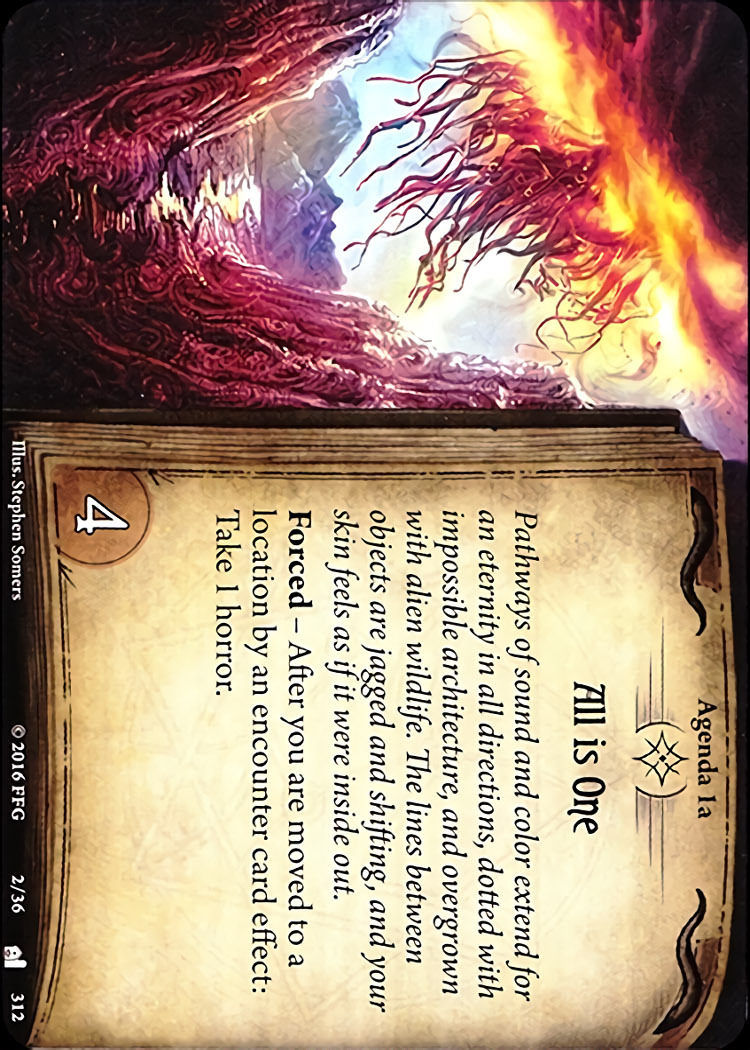 Agenda 1a
All is One
Pathways of sound and color extend for
an eternity in all directions, dotted with
impossible architecture, and overgrown
with alien wildlife. The lines between
objects are jagged and shifting, and your
skin feels as if it were inside out.
Forced – After you are moved to a
location by an encounter card effect:
Take 1 horror.
4
Illus. Stephen Somers
© 2016 FFG
2/36
312